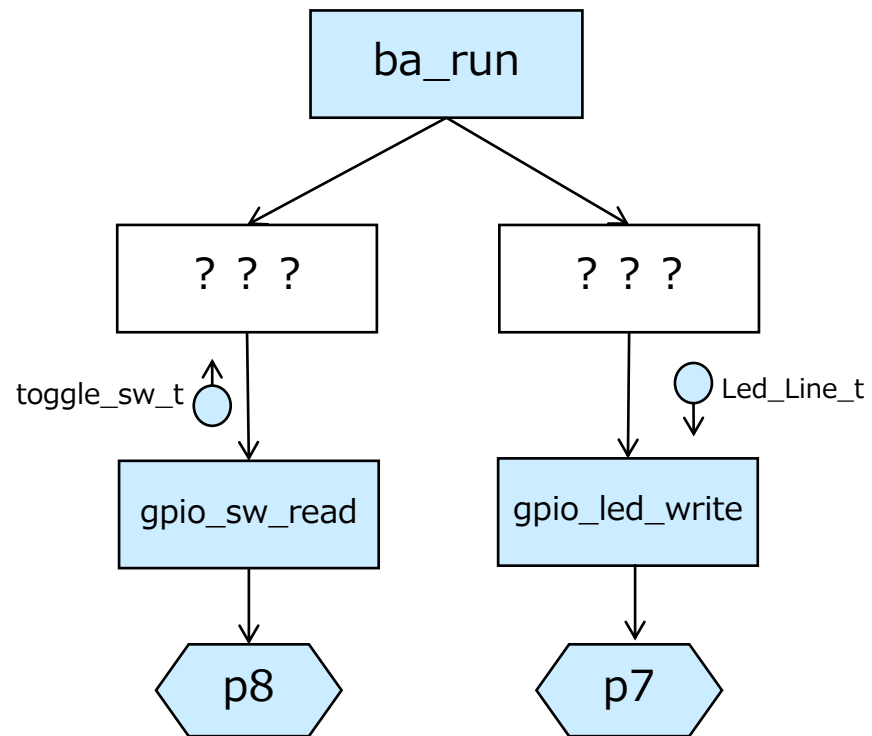 ba_run
? ? ?
? ? ?
toggle_sw_t
Led_Line_t
gpio_sw_read
gpio_led_write
p8
p7